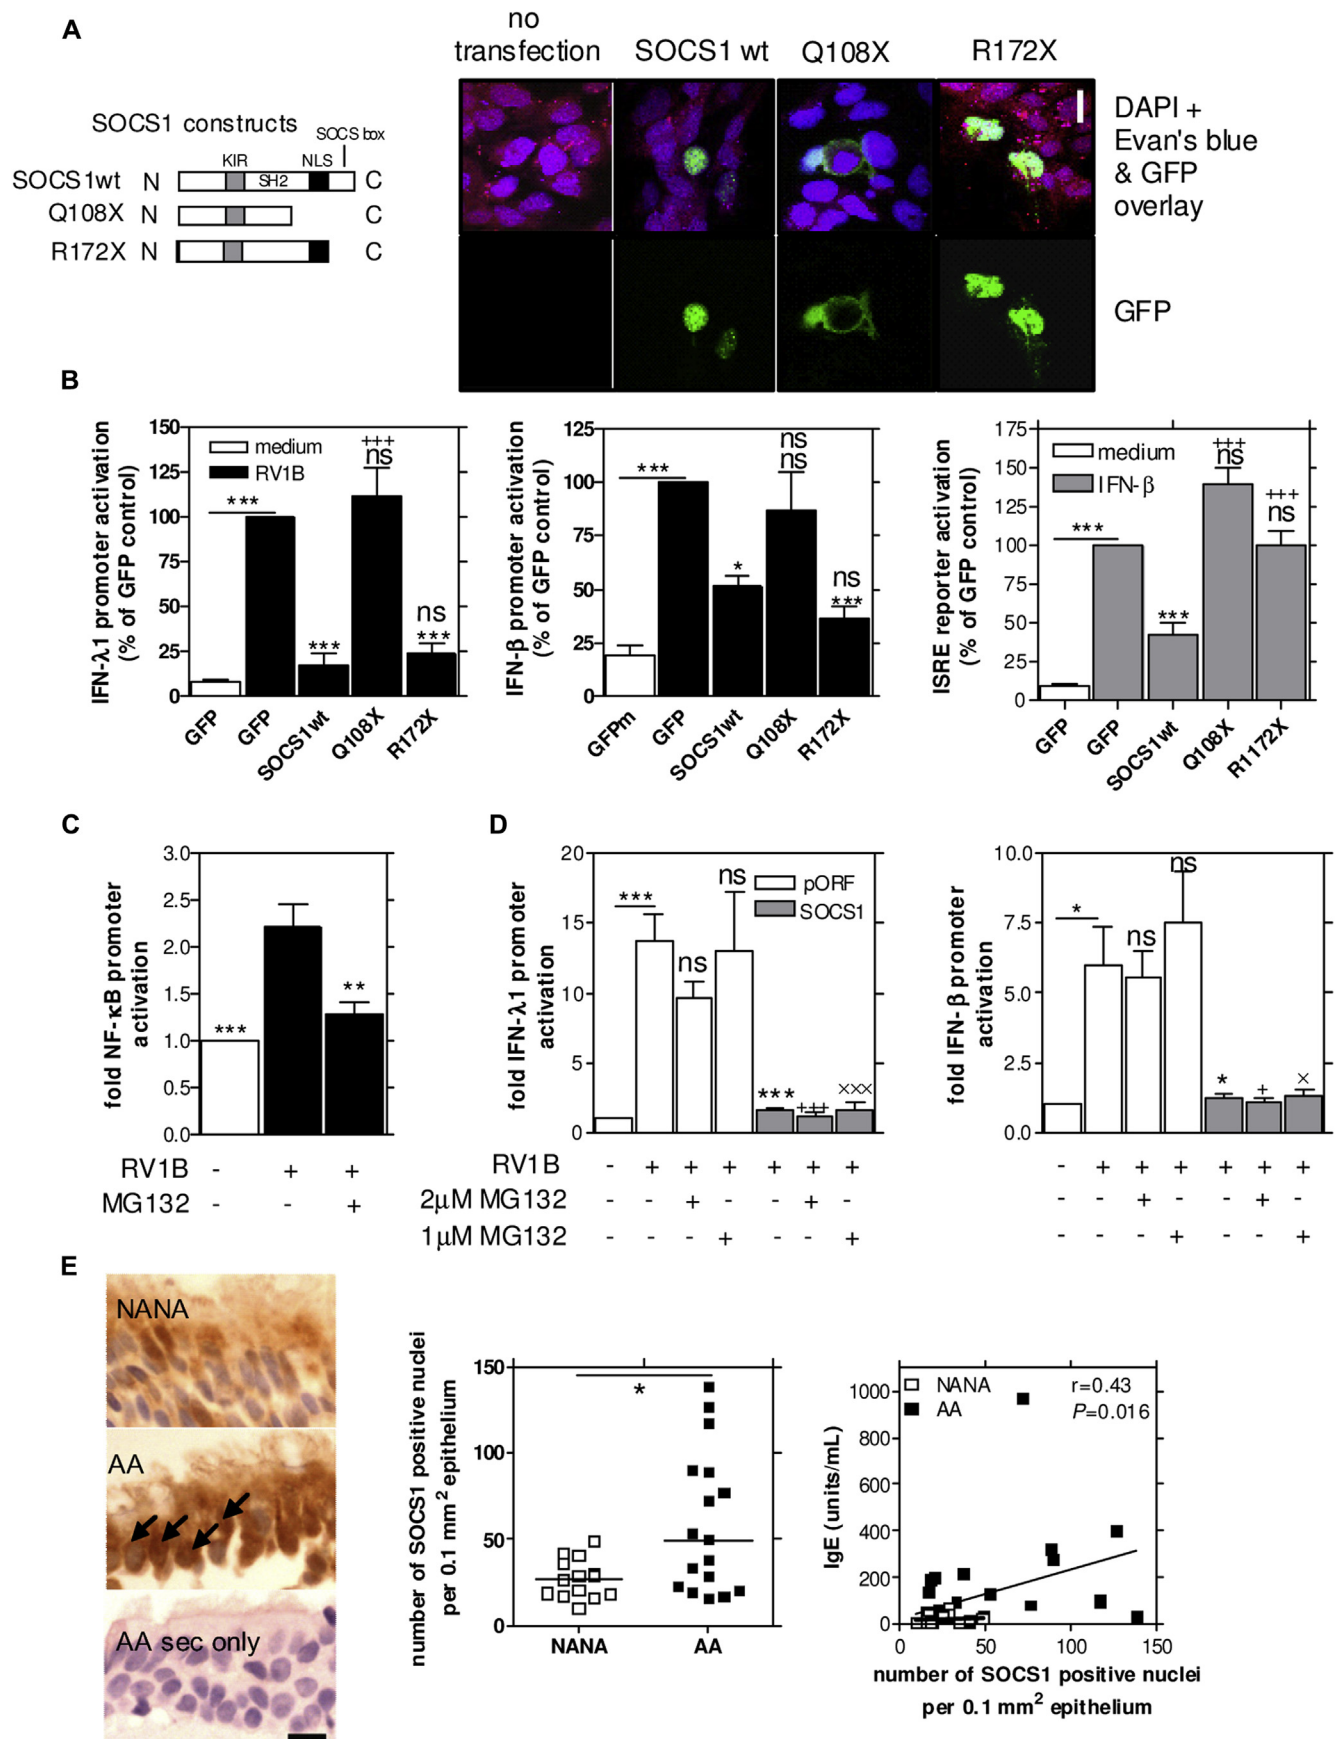 A
no
transfection
SOCS1 wt
Q108X
R172X
SOCS1 constructs
SOCS box
KIR
NLS
SH2
SOCS1wt N C
Q108X N C
R172X N C
DAPI +
Evan's blue
& GFP
overlay
GFP
B
IFN-λ1 promoter activation
(% of GFP control)
150
125
100
75
50
25
0
medium
RV1B
***
***
+++
ns
ns
***
GFP
GFP
SOCS1wt
Q108X
R172X
IFN-β promoter activation
(% of GFP control)
125
100
75
50
25
0
***
*
ns
ns
ns
***
GFPm
GFP
SOCS1wt
Q108X
R172X
ISRE reporter activation
(% of GFP control)
175
150
125
100
75
50
25
0
medium
IFN-β
***
***
+++
ns
+++
ns
GFP
GFP
SOCS1wt
Q108X
R1172X
C
fold NF-κB promoter
activation
3.0
2.5
2.0
1.5
1.0
0.5
0.0
***
**
RV1B - + +
MG132 - - +
D
fold IFN-λ1 promoter
activation
20
15
10
5
0
pORF
SOCS1
***
ns
ns
***
+++
×××
RV1B - + + + + + +
2μM MG132 - - + - - + -
1μM MG132 - - - + - - +
fold IFN-β promoter
activation
10.0
7.5
5.0
2.5
0.0
*
ns
ns
*
+
×
- + + + + + +
- - + - - + -
- - - + - - +
E
NANA
AA
AA sec only
number of SOCS1 positive nuclei
per 0.1 mm2 epithelium
150
100
50
0
*
NANA
AA
IgE (units/mL)
1000
800
600
400
200
0
NANA
AA
r=0.43
P=0.016
0 50 100 150
number of SOCS1 positive nuclei
per 0.1 mm2 epithelium